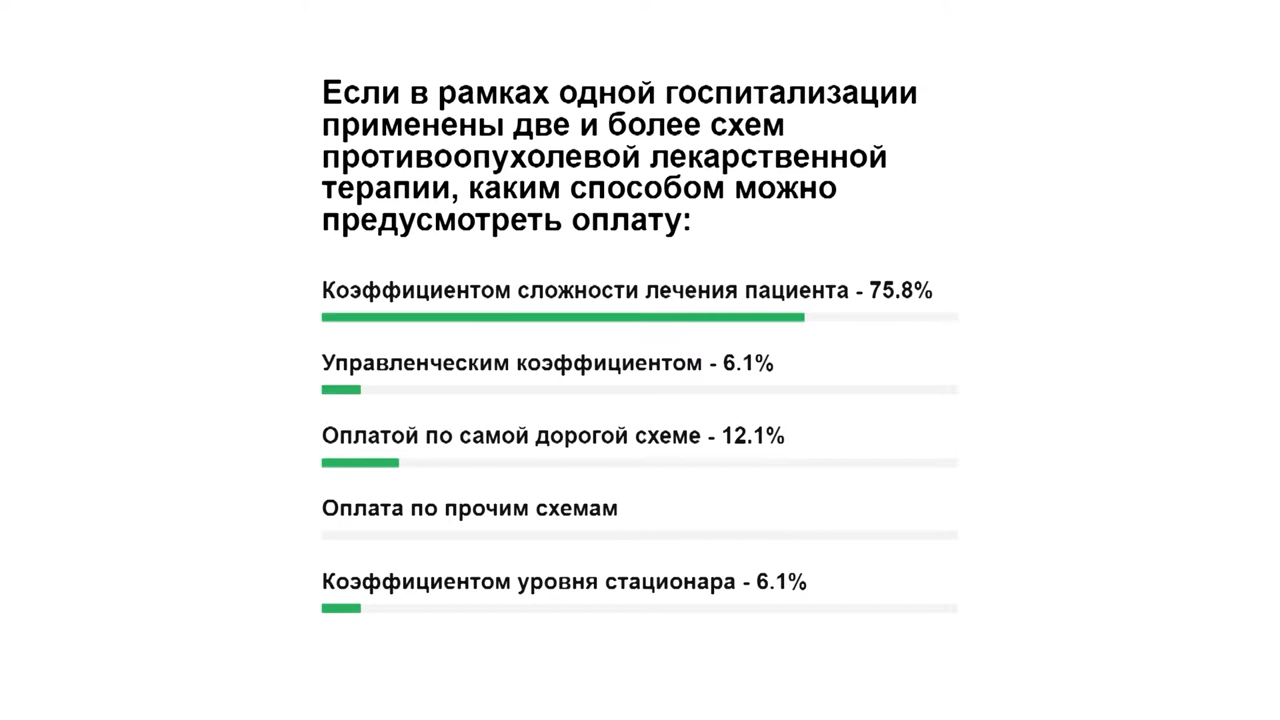 Если в рамках одной госпитализации
применены две и более схем
противоопухолевой лекарственной
терапии, каким способом можно
предусмотреть оплату:
Коэффициентом сложности лечения пациента - 75.8%
Управленческим коэффициентом - 6.1%
Оплатой по самой дорогой схеме - 12.1%
Оплата по прочим схемам
Коэффициентом уровня стационара - 6.1%